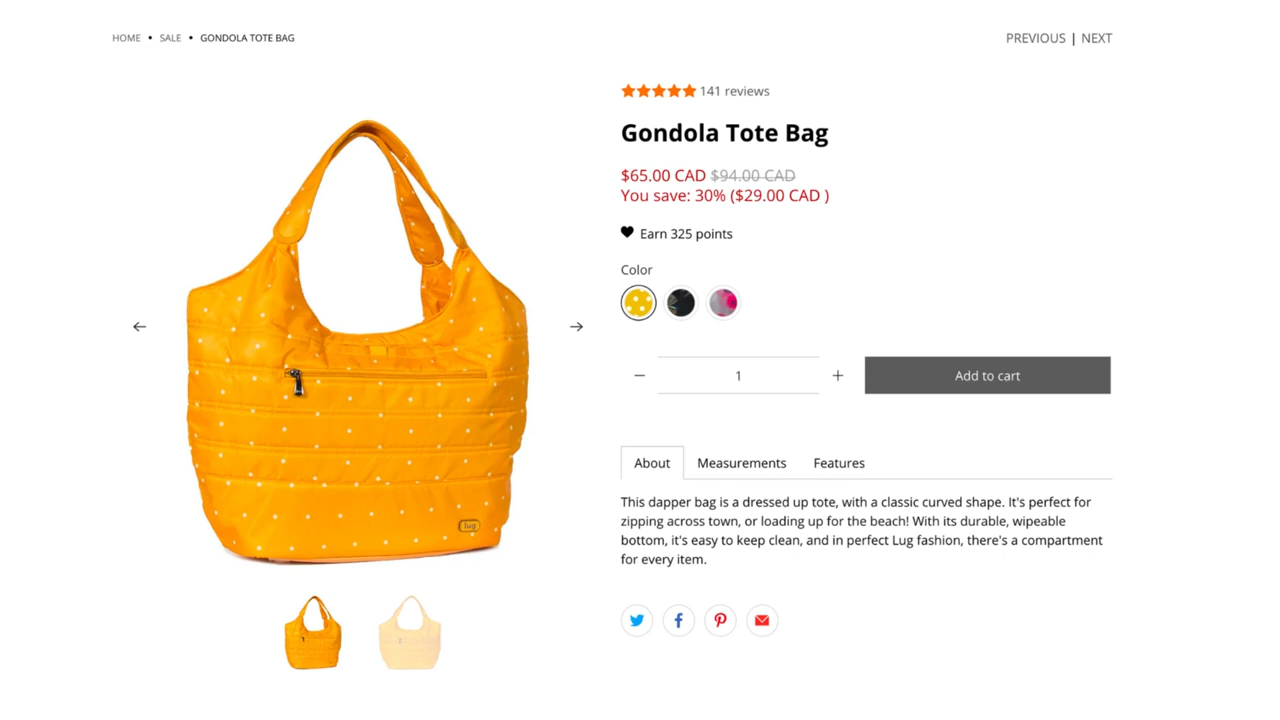 HOME • SALE • GONDOLA TOTE BAG
PREVIOUS | NEXT
141 reviews
Gondola Tote Bag
$65.00 CAD $94.00 CAD
You save: 30% ($29.00 CAD )
Earn 325 points
Color
1
Add to cart
About
Measurements
Features
This dapper bag is a dressed up tote, with a classic curved shape. It's perfect for
zipping across town, or loading up for the beach! With its durable, wipeable
bottom, it's easy to keep clean, and in perfect Lug fashion, there's a compartment
for every item.
lug